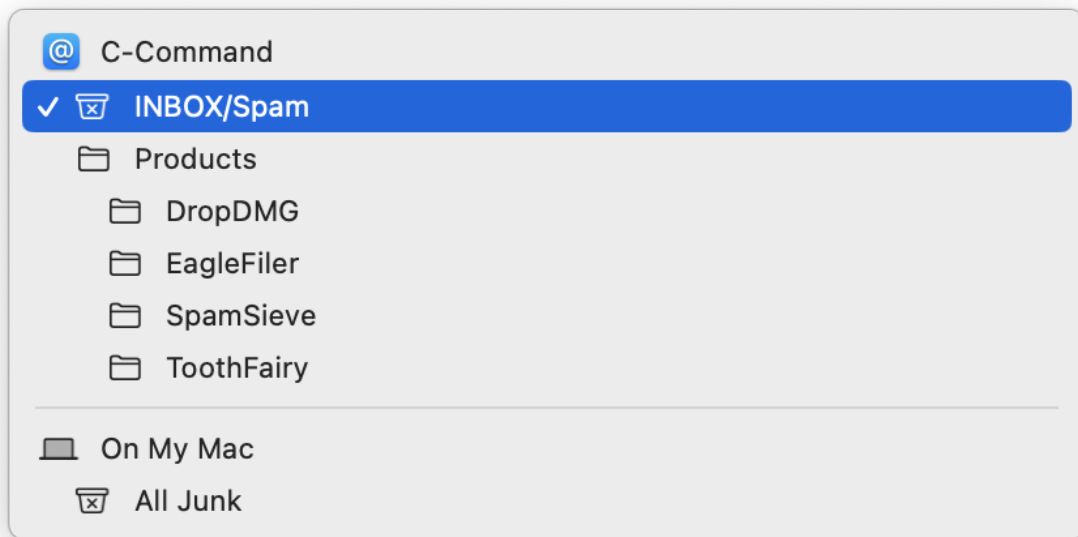 C-Command
INBOX/Spam
Products
DropDMG
EagleFiler
SpamSieve
ToothFairy
On My Mac
All Junk